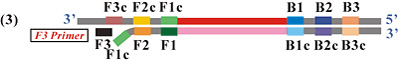 F3c F2c F1c B1 B2 B3
(3) 3’ 5’
5’ 3’
F3 Primer F3 F2 F1 B1c B2c B3c
F1c